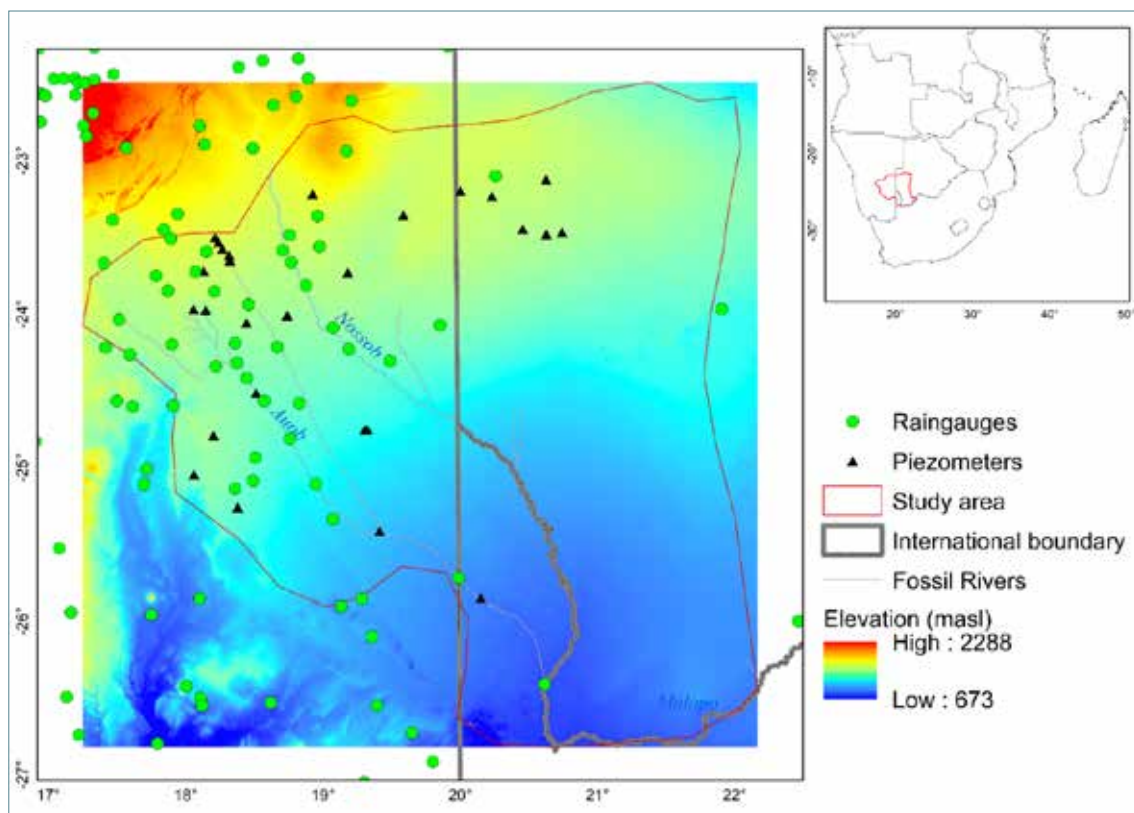 -23°
-24°
-25°
-26°
-27°
17°
18°
19°
20°
21°
22°
Nossob
Auob
Molopo
-10°
-20°
-30°
20°
30°
40°
50°
Raingauges
Piezometers
Study area
International boundary
Fossil Rivers
Elevation (masl)
High : 2288
Low : 673